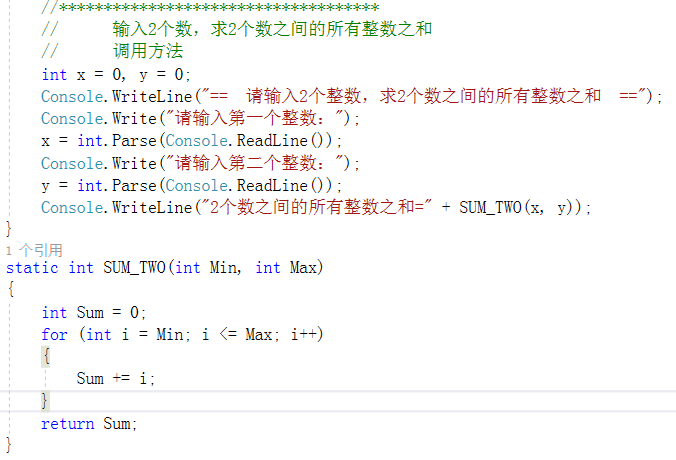 //************************************
//      输入2个数，求2个数之间的所有整数之和
//      调用方法
int x = 0, y = 0;
Console.WriteLine("==  请输入2个整数，求2个数之间的所有整数之和  ==");
Console.Write("请输入第一个整数：");
x = int.Parse(Console.ReadLine());
Console.Write("请输入第二个整数：");
y = int.Parse(Console.ReadLine());
Console.WriteLine("2个数之间的所有整数之和=" + SUM_TWO(x, y));
}
1 个引用
static int SUM_TWO(int Min, int Max)
{
int Sum = 0;
for (int i = Min; i <= Max; i++)
{
Sum += i;
}
return Sum;
}